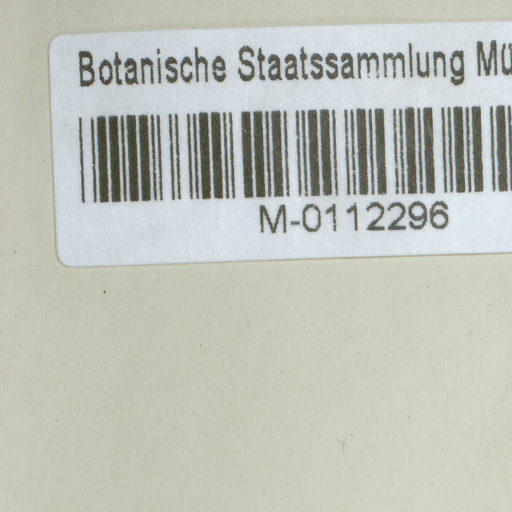 Botanische Staatssammlung Mü
M-0112296